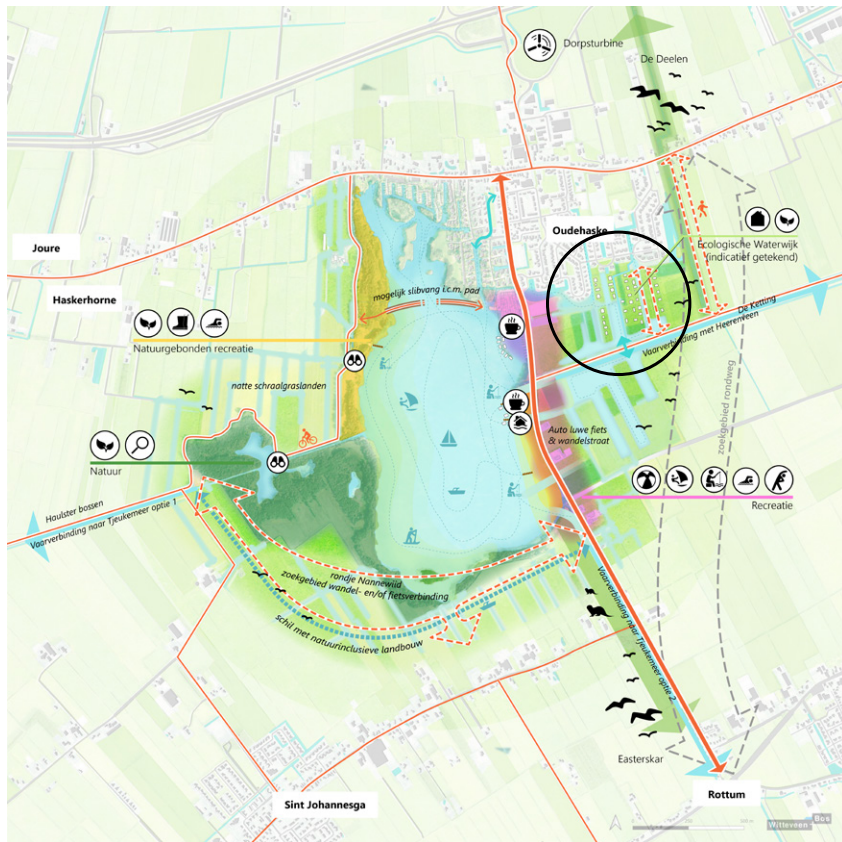 Dorpsturbine
De Deelen
Joure
Oudehaske
Ecologische Waterwijk
(indicatief getekend)
Haskerhorne
mogelijk slibvang i.c.m. pad
De Ketting
Vaarverbinding met Heerenveen
Natuurgebonden recreatie
natte schraalgraslanden
zoekgebied rondweg
Auto luwe fiets
& wandelstraat
Natuur
Recreatie
Haulster bossen
Vaarverbinding naar Tjeukemeer optie 1
rondje Nannewiid
zoekgebied wandel- en/of fietsverbinding
schil met natuurinclusieve landbouw
Vaarverbinding naar Tjeukemeer optie 2
Easterskar
Rottum
Sint Johannesga
Witteveen Bos